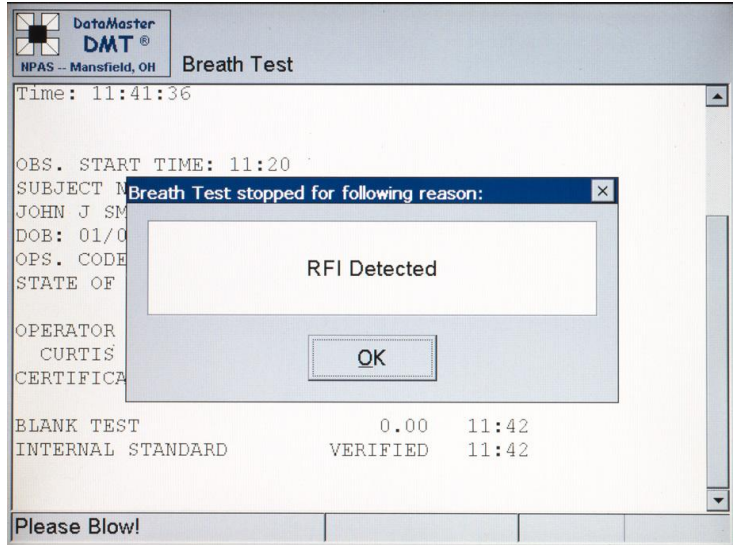 DataMaster
DMT ®
NPAS -- Mansfield, OH
Breath Test
Time: 11:41:36
OBS. START TIME: 11:20
SUBJECT N
Breath Test stopped for following reason:
JOHN J SM
DOB: 01/0
RFI Detected
OPS. CODE
STATE OF
OPERATOR
CURTIS
OK
CERTIFICA
BLANK TEST 0.00 11:42
INTERNAL STANDARD VERIFIED 11:42
Please Blow!